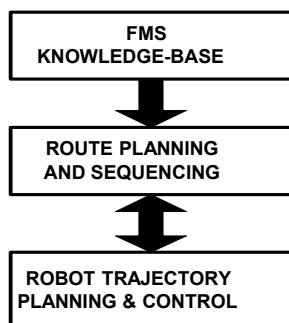 FMS
KNOWLEDGE-BASE
ROUTE PLANNING
AND SEQUENCING
ROBOT TRAJECTORY
PLANNING & CONTROL